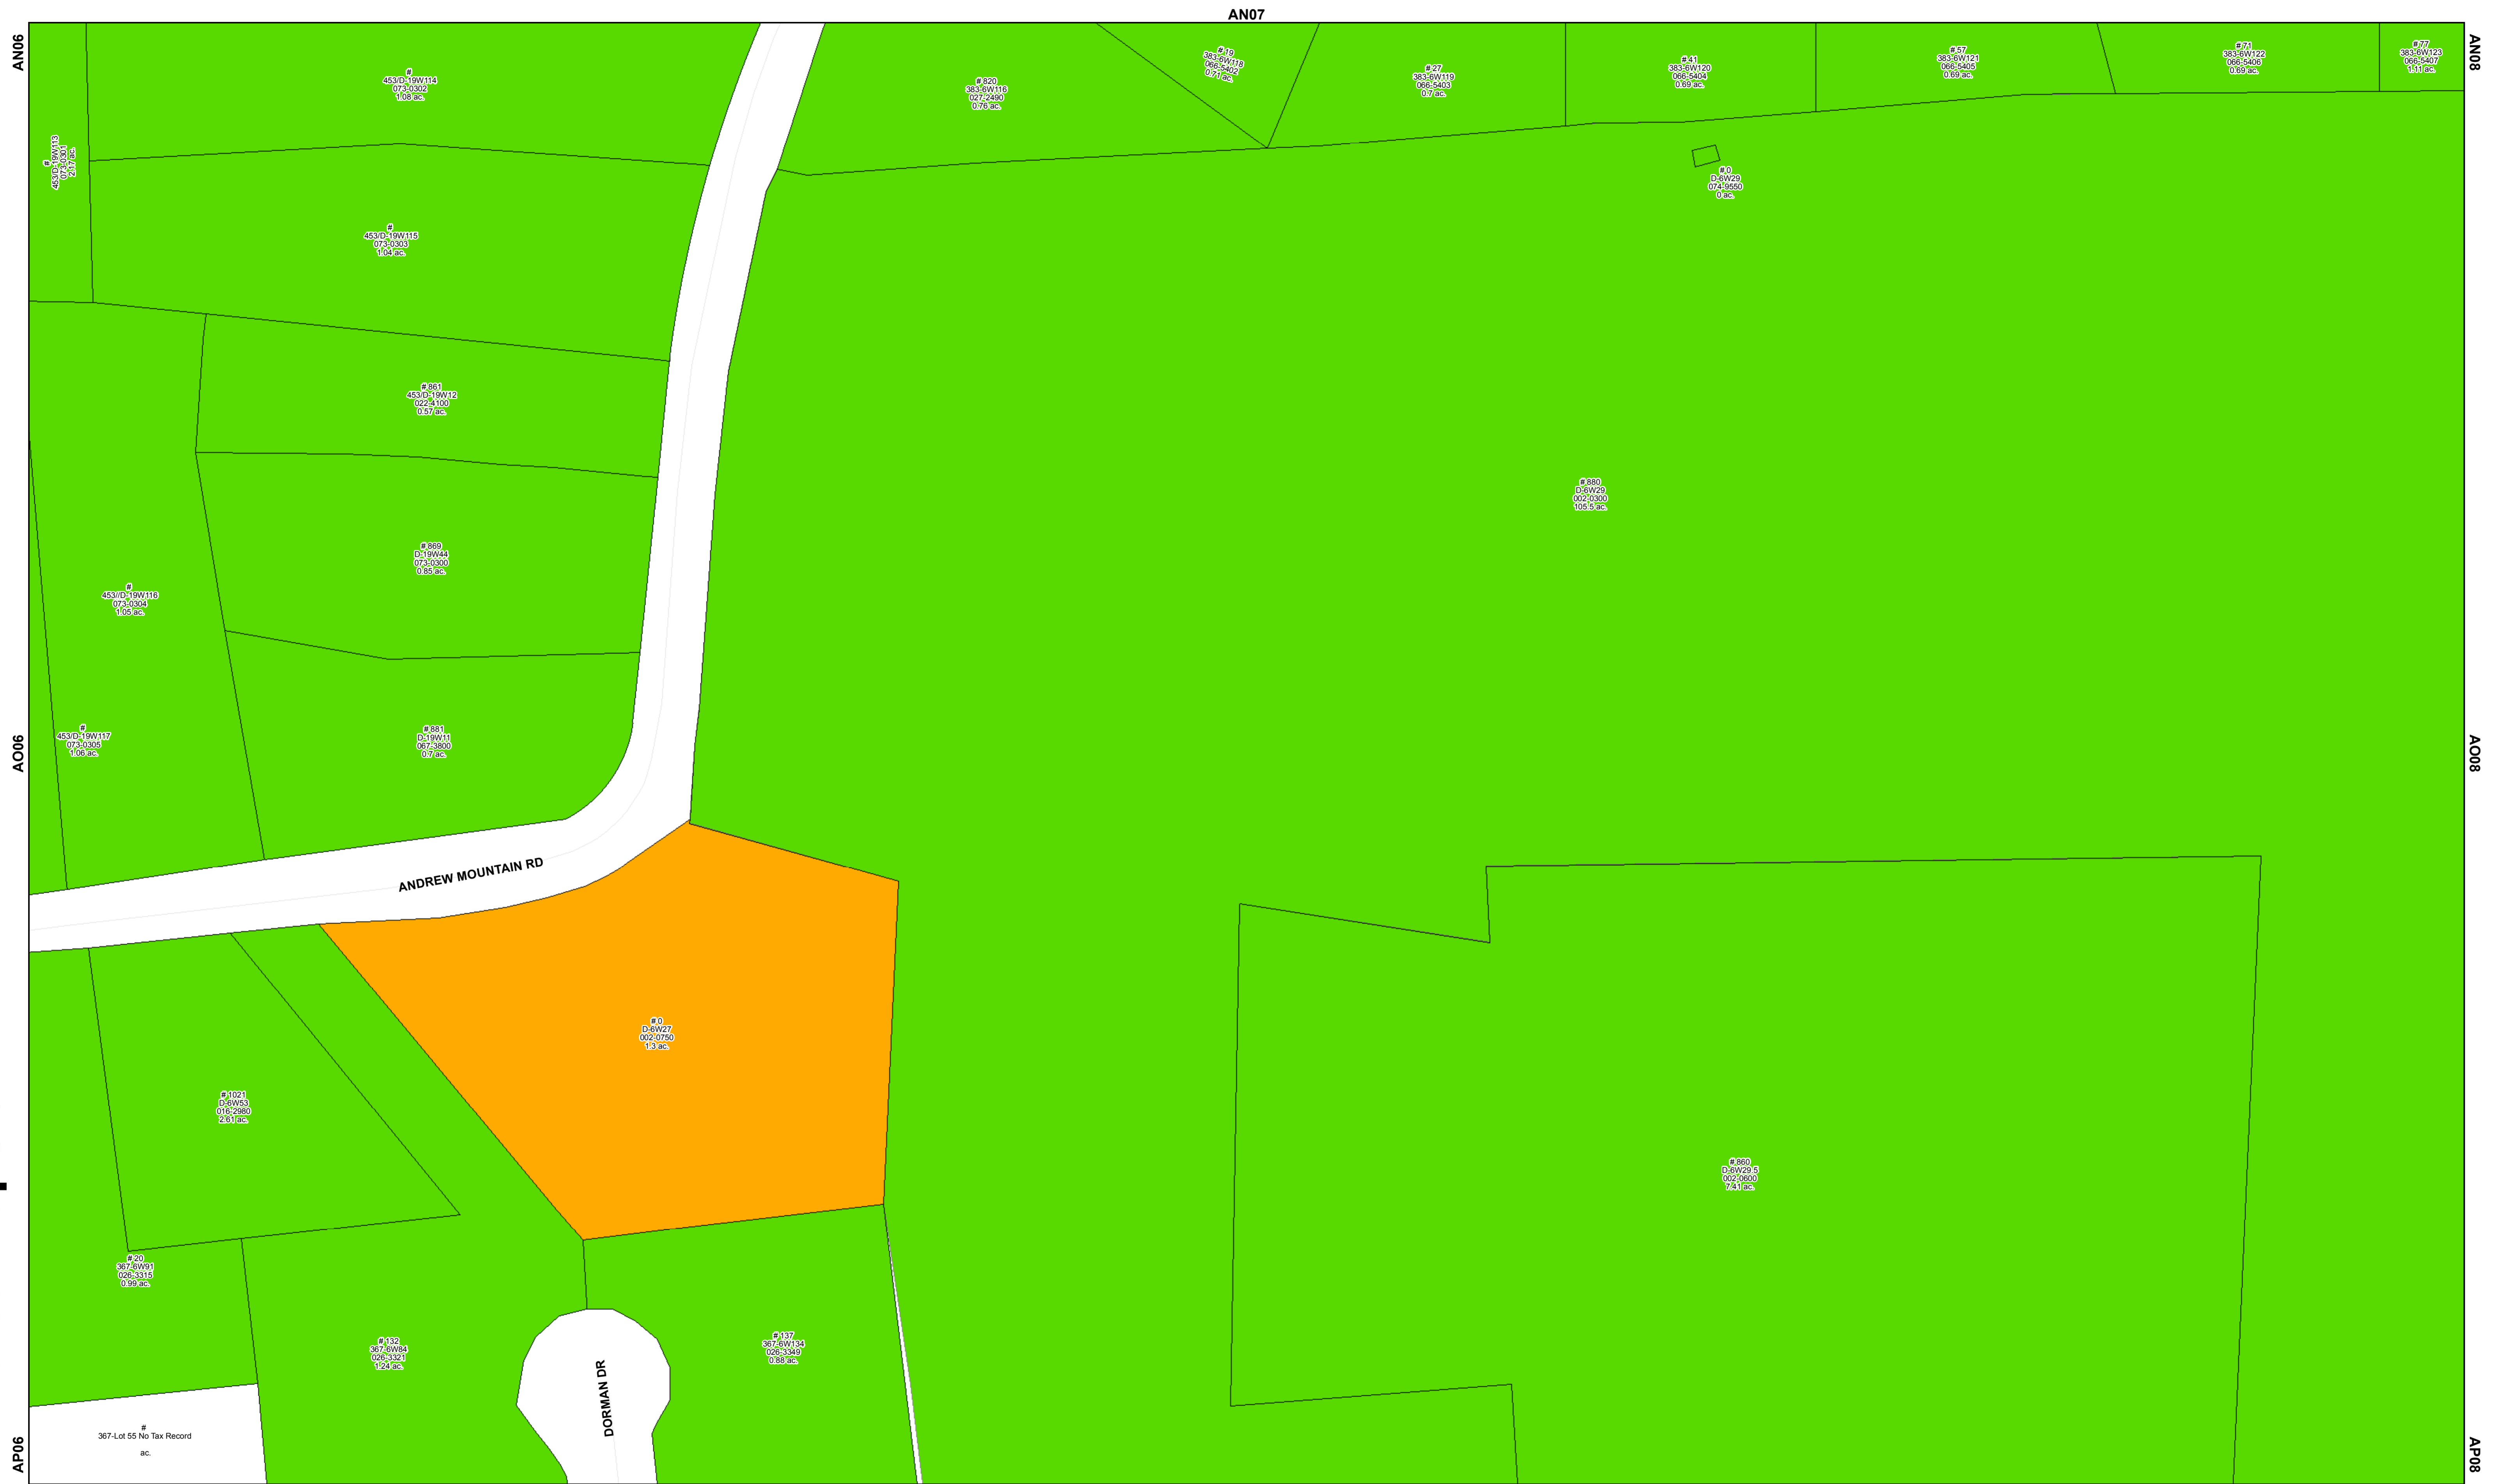 AN07
AN06
AN08
#
453/D-19W114
073-0302
1.08 ac.
# 820
383-6W116
027-2490
0.76 ac.
# 19
383-6W118
066-5402
0.71 ac.
# 27
383-6W119
066-5403
0.7 ac.
# 41
383-6W120
066-5404
0.69 ac.
# 57
383-6W121
066-5405
0.69 ac.
# 71
383-6W122
066-5406
0.69 ac.
# 77
383-6W123
066-5407
1.11 ac.
#
453/D-19W113
073-0301
2.17 ac.
# 0
D-6W29
074-9550
0 ac.
#
453/D-19W115
073-0303
1.04 ac.
# 861
453/D-19W12
022-4100
0.57 ac.
# 880
D-6W29
002-0300
105.5 ac.
# 869
D-19W44
073-0300
0.85 ac.
#
453//D-19W116
073-0304
1.05 ac.
#
453/D-19W117
073-0305
1.06 ac.
# 881
D-19W11
067-3800
0.7 ac.
AO06
AO08
ANDREW MOUNTAIN RD
# 0
D-6W27
002-0750
1.3 ac.
# 1021
D-6W53
016-2980
2.61 ac.
# 860
D-6W29.5
002-0600
7.41 ac.
# 20
367-6W91
026-3315
0.99 ac.
# 132
367-6W84
026-3321
1.24 ac.
# 137
367-6W134
026-3349
0.88 ac.
DORMAN DR
#
367-Lot 55 No Tax Record
ac.
AP06
AP08